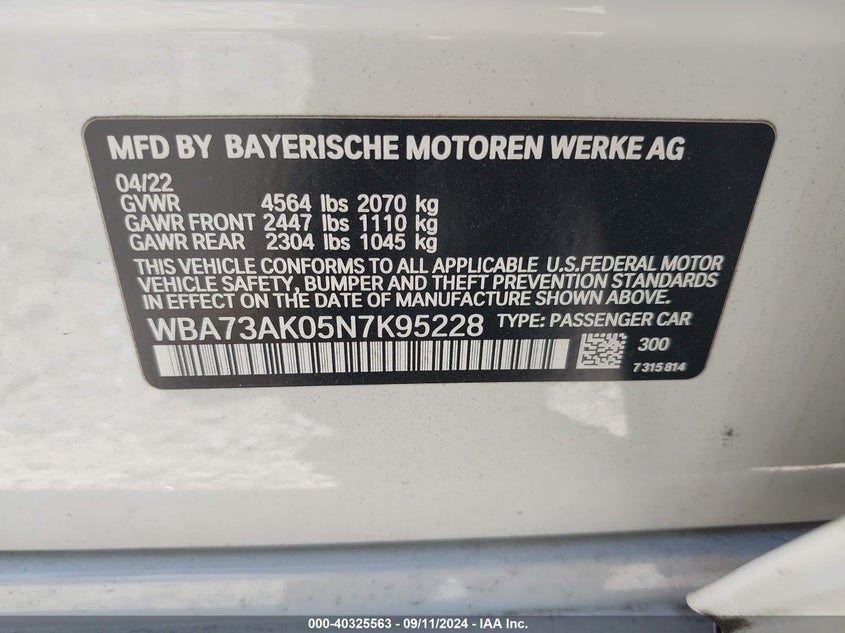 MFD BY BAYERISCHE MOTOREN WERKE AG
04/22
GVWR 4564 lbs 2070 kg
GAWR FRONT 2447 lbs 1110 kg
GAWR REAR 2304 lbs 1045 kg
THIS VEHICLE CONFORMS TO ALL APPLICABLE U.S.FEDERAL MOTOR
VEHICLE SAFETY, BUMPER AND THEFT PREVENTION STANDARDS
IN EFFECT ON THE DATE OF MANUFACTURE SHOWN ABOVE.
WBA73AK05N7K95228 TYPE: PASSENGER CAR
300
7 315 814
000-40325563 - 09/11/2024 - IAA Inc.